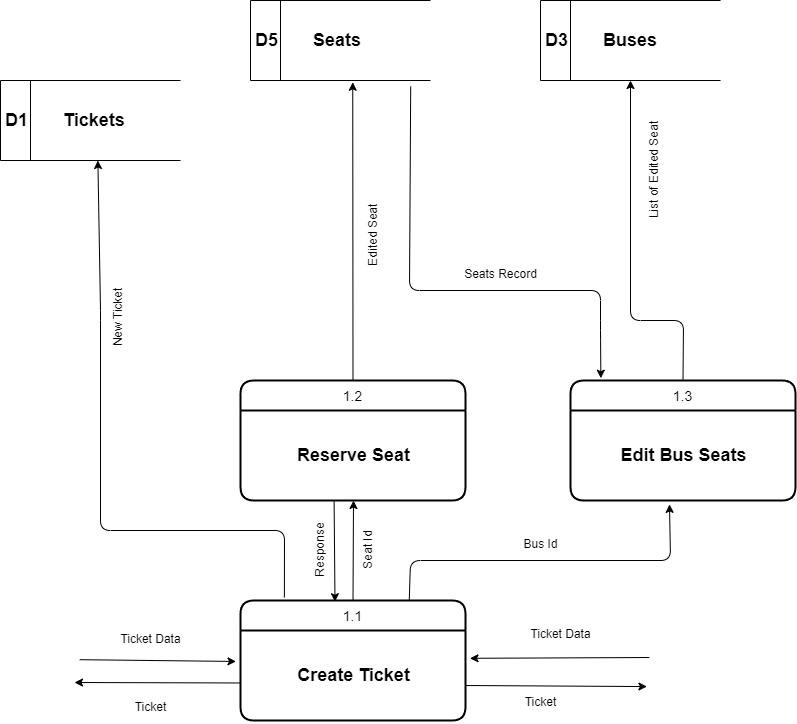 D5 Seats
D3 Buses
D1 Tickets
List of Edited Seat
Edited Seat
Seats Record
New Ticket
1.2
Reserve Seat
1.3
Edit Bus Seats
Response
Seat Id
Bus Id
1.1
Create Ticket
Ticket Data
Ticket
Ticket Data
Ticket